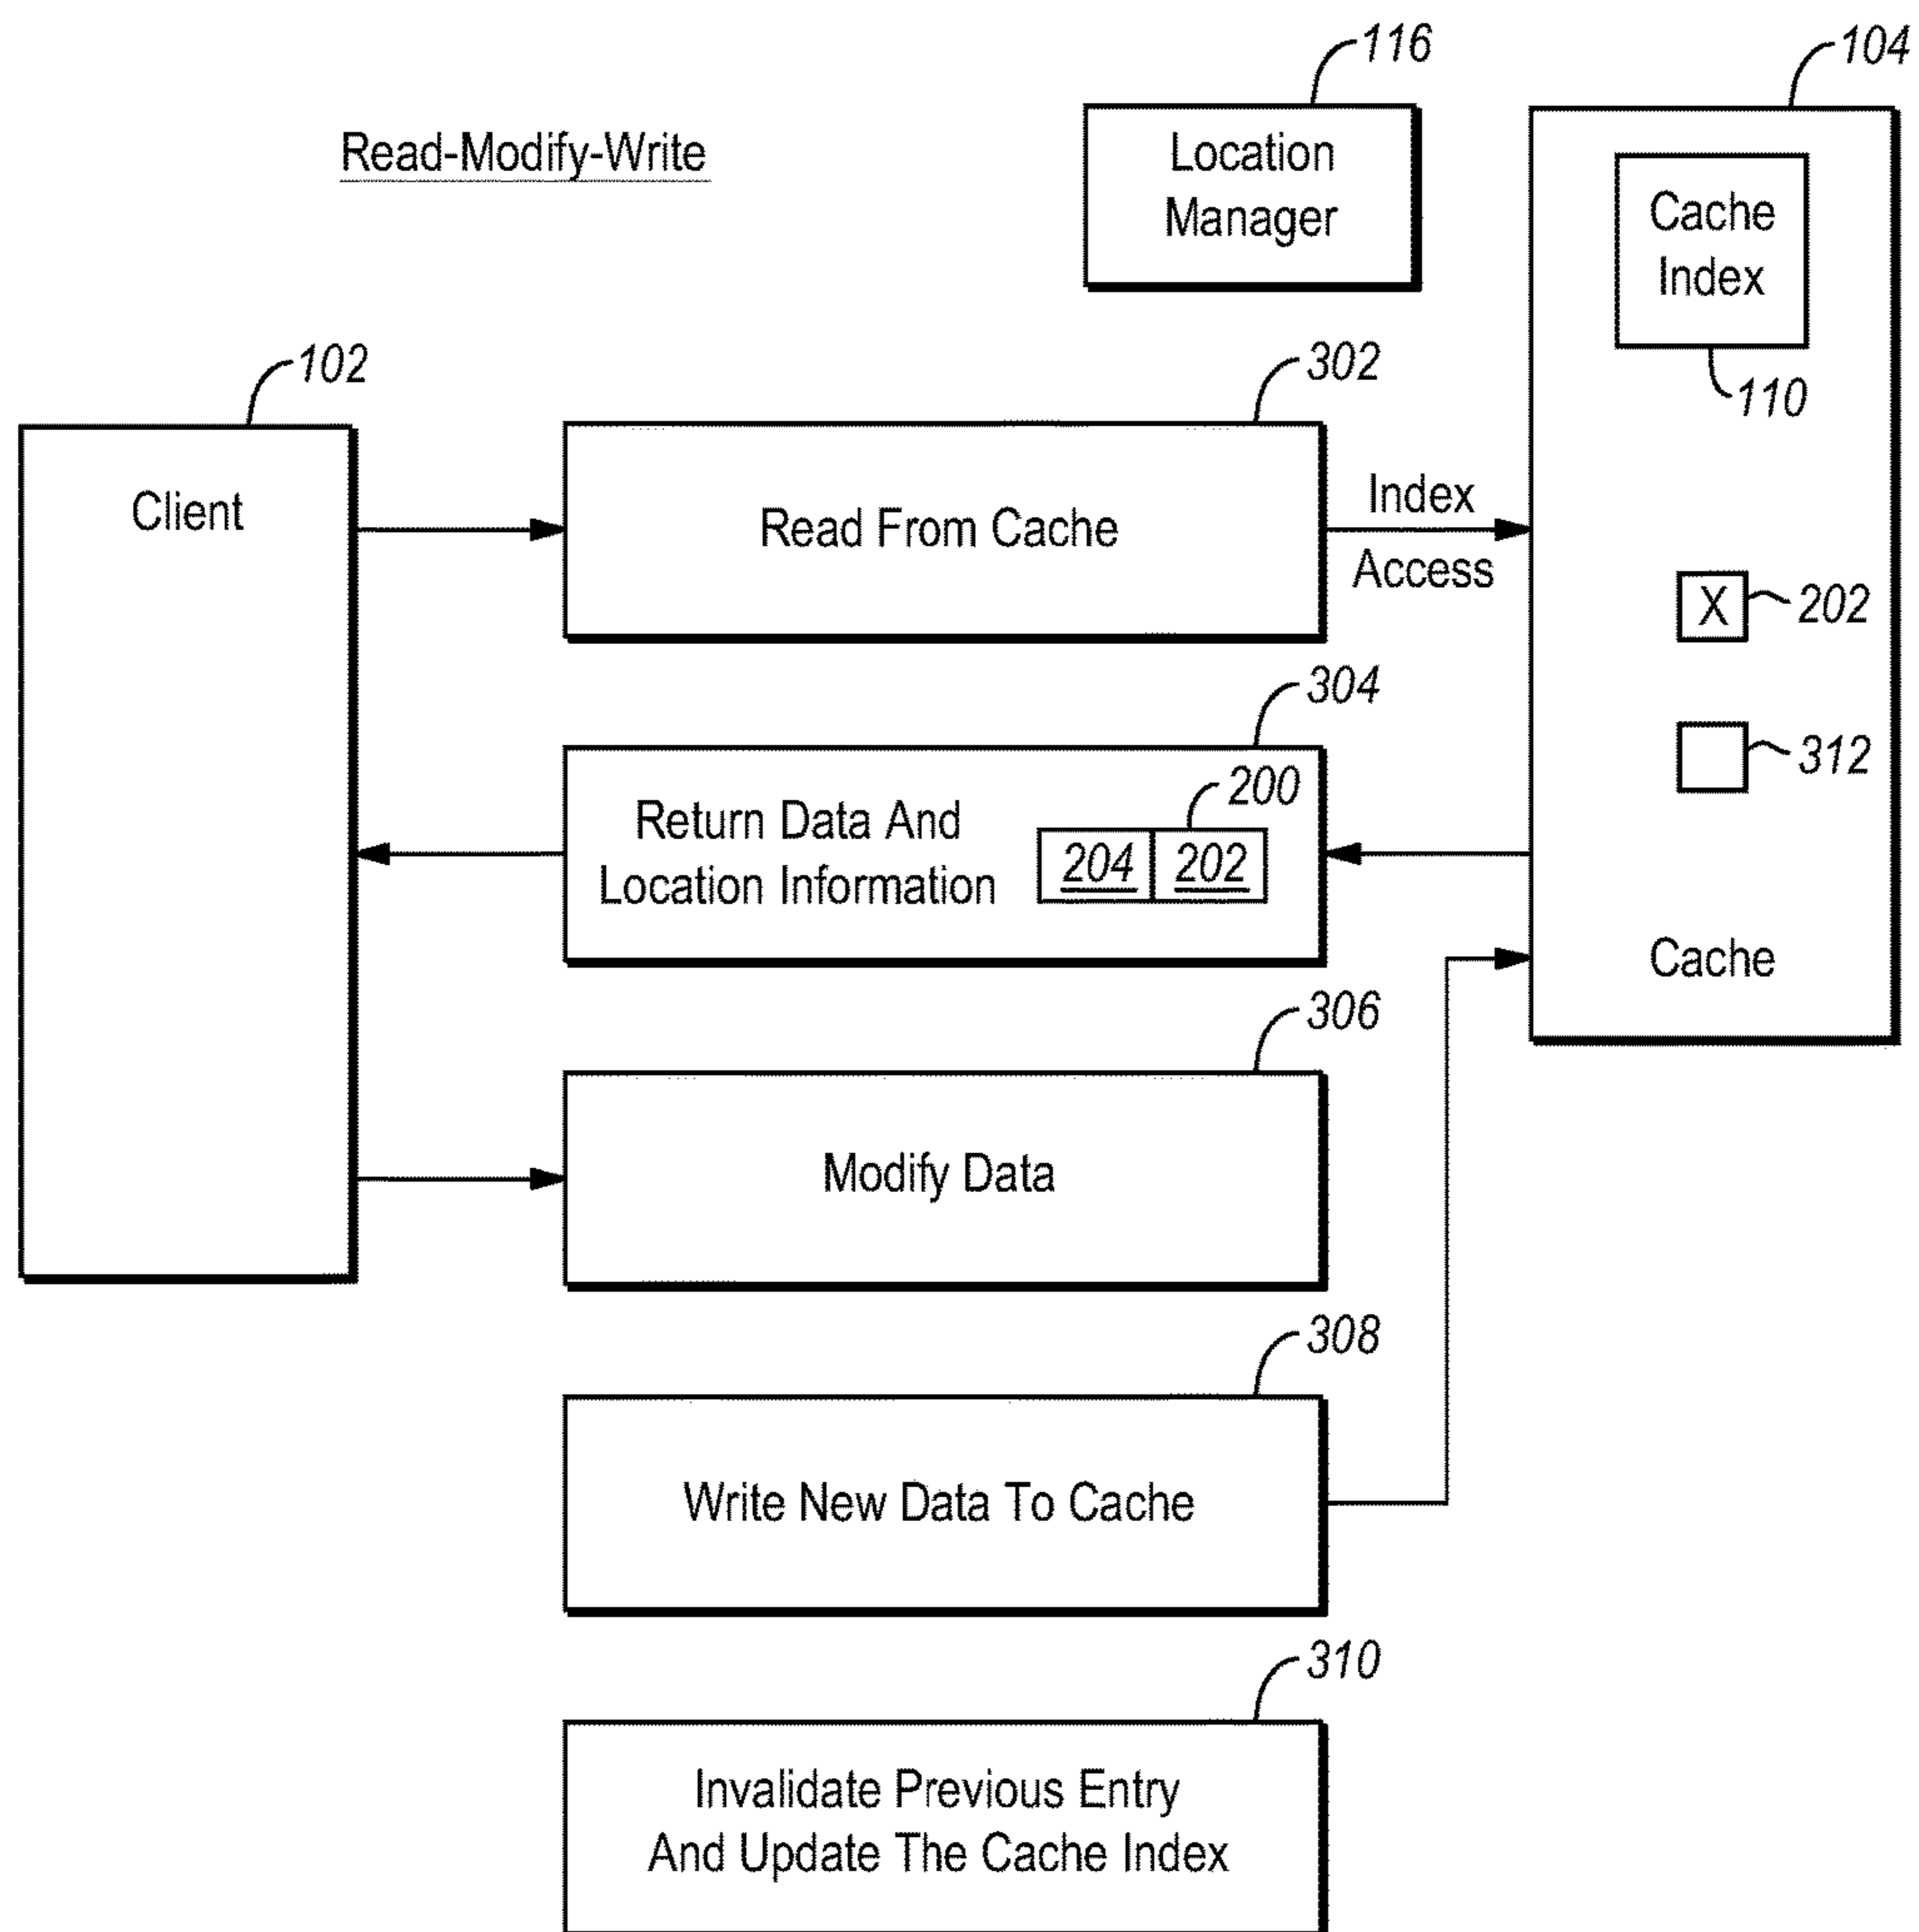 116
104
Read-Modify-Write
Location
Manager
Cache
Index
110
102
302
Client
Read From Cache
Index
Access
X
202
304
312
200
Return Data And
Location Information
204
202
Cache
306
Modify Data
308
Write New Data To Cache
310
Invalidate Previous Entry
And Update The Cache Index